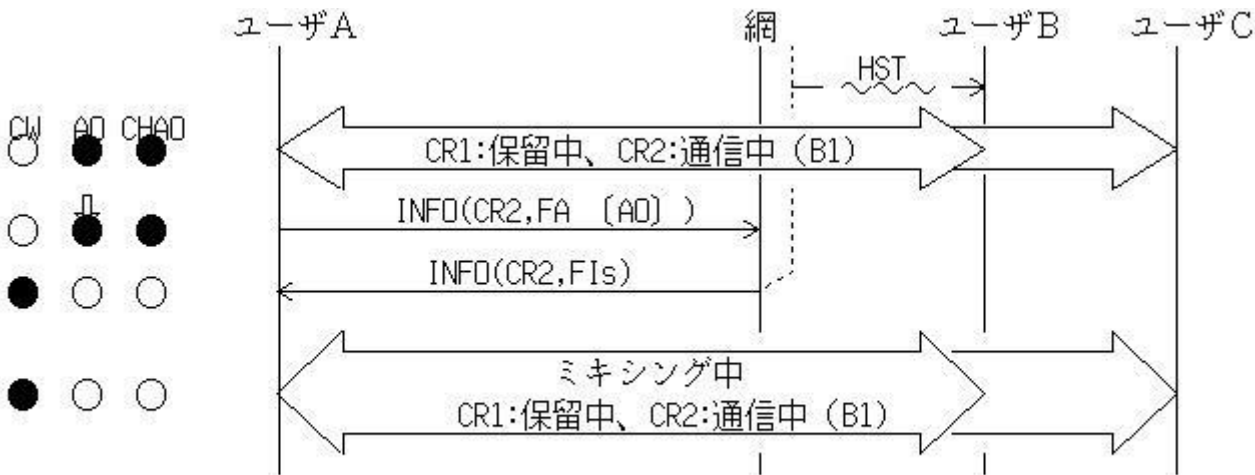 ユーザA 網 ユーザB ユーザC
HST
CW AO CHAO
CR1:保留中、CR2:通信中 (B1)
INFO(CR2,FA 〔AO〕 )
INFO(CR2,FIs)
ミキシング中
CR1:保留中、CR2:通信中 (B1)